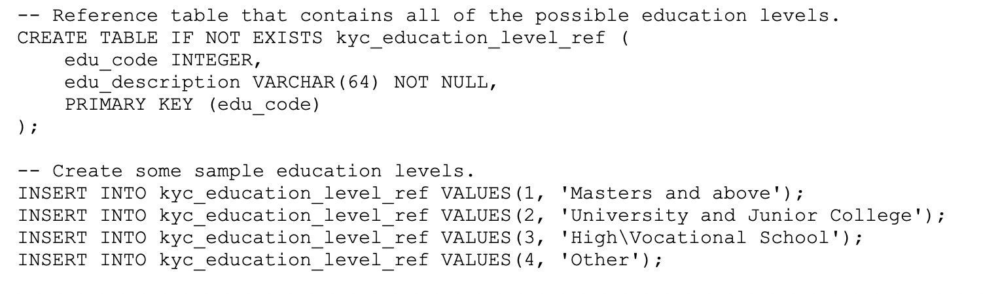 -- Reference table that contains all of the possible education levels.
CREATE TABLE IF NOT EXISTS kyc_education_level_ref (
    edu_code INTEGER,
    edu_description VARCHAR(64) NOT NULL,
    PRIMARY KEY (edu_code)
);

-- Create some sample education levels.
INSERT INTO kyc_education_level_ref VALUES(1, 'Masters and above');
INSERT INTO kyc_education_level_ref VALUES(2, 'University and Junior College');
INSERT INTO kyc_education_level_ref VALUES(3, 'High\Vocational School');
INSERT INTO kyc_education_level_ref VALUES(4, 'Other');